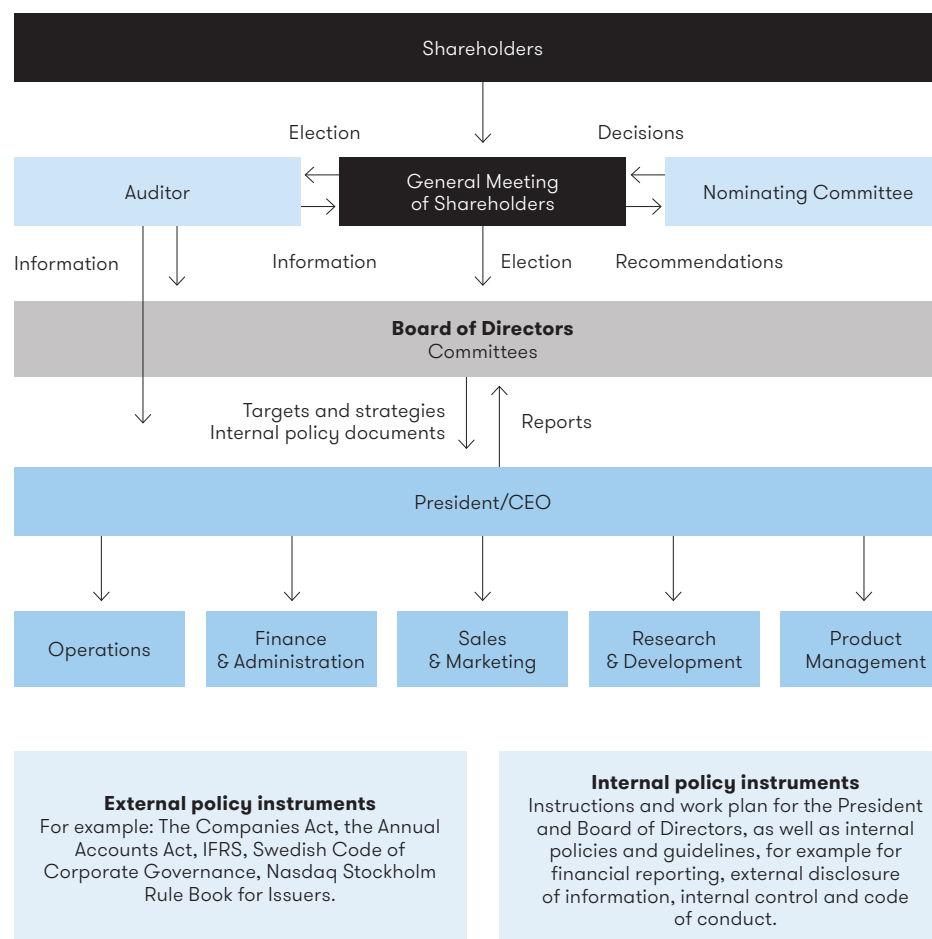 Shareholders
Election
Decisions
Auditor
General Meeting
of Shareholders
Nominating Committee
Information
Information
Election
Recommendations
Board of Directors
Committees
Targets and strategies
Internal policy documents
Reports
President/CEO
Operations
Finance
& Administration
Sales
& Marketing
Research
& Development
Product
Management
External policy instruments
For example: The Companies Act, the Annual
Accounts Act, IFRS, Swedish Code of
Corporate Governance, Nasdaq Stockholm
Rule Book for Issuers.
Internal policy instruments
Instructions and work plan for the President
and Board of Directors, as well as internal
policies and guidelines, for example for
financial reporting, external disclosure
of information, internal control and code
of conduct.